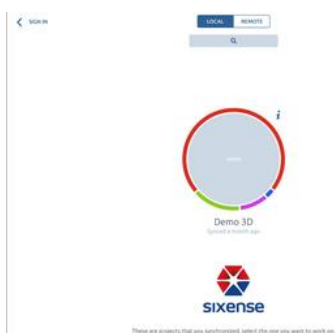 SIGN IN
LOCAL REMOTE
i
Demo 3D
Synced a month ago
sixense
These are projects that you synchronized, select the one you want to work on.